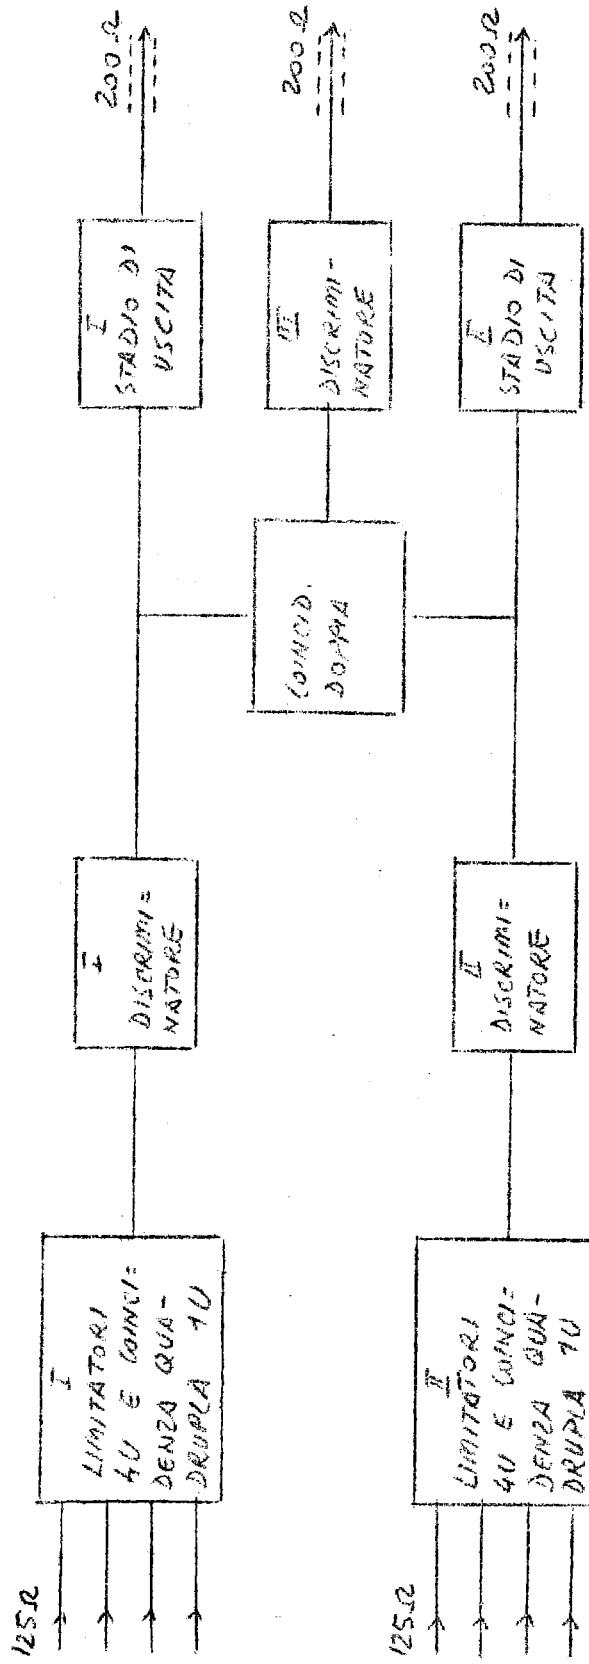 125Ω
I
LIMITATORI
4U E COINCI=
DENZA QUA-
DRUPLA 1U
I
DISCRIMI=
NATORE
I
STADIO DI
USCITA
200Ω
COINCID.
DOPPIA
III
DISCRIMI-
NATURE
200Ω
125Ω
II
LIMITATORI
4U E COINCI=
DENZA QUA-
DRUPLA 1U
II
DISCRIMI=
NATORE
II
STADIO DI
USCITA
200Ω